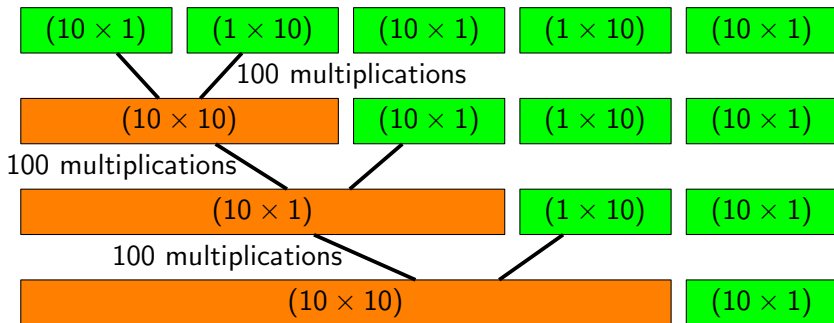 (10 × 1) (1 × 10) (10 × 1) (1 × 10) (10 × 1)
100 multiplications
(10 × 10) (10 × 1) (1 × 10) (10 × 1)
100 multiplications
(10 × 1) (1 × 10) (10 × 1)
100 multiplications
(10 × 10) (10 × 1)